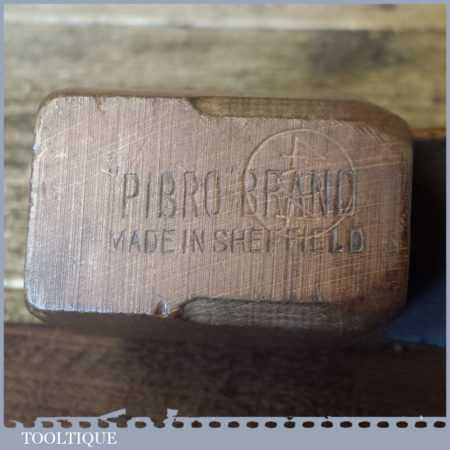 "PIBRO" BRAND
MADE IN SHEFFIELD
TOOLTIQUE